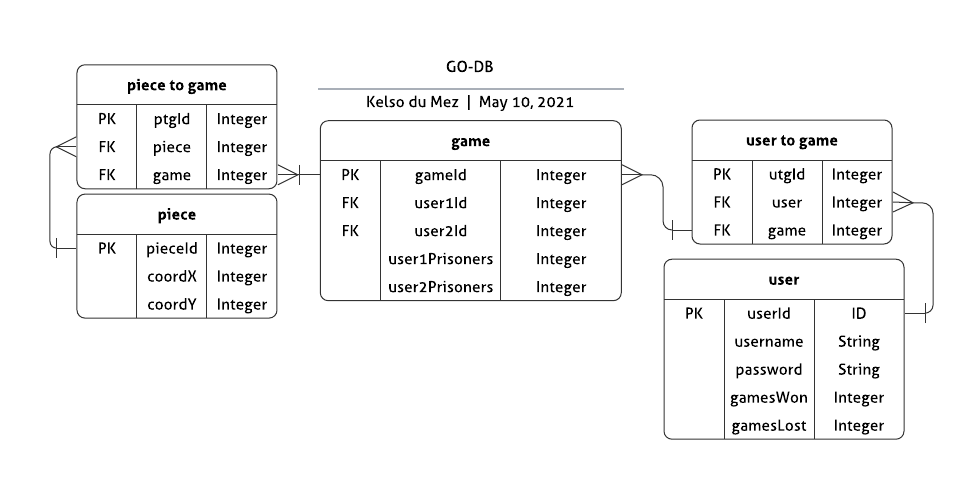 GO-DB
Kelso du Mez | May 10, 2021
piece to game
PK ptgId Integer
FK piece Integer
FK game Integer
piece
PK pieceId Integer
coordX Integer
coordY Integer
game
PK gameId Integer
FK user1Id Integer
FK user2Id Integer
user1Prisoners Integer
user2Prisoners Integer
user to game
PK utgId Integer
FK user Integer
FK game Integer
user
PK userId ID
username String
password String
gamesWon Integer
gamesLost Integer